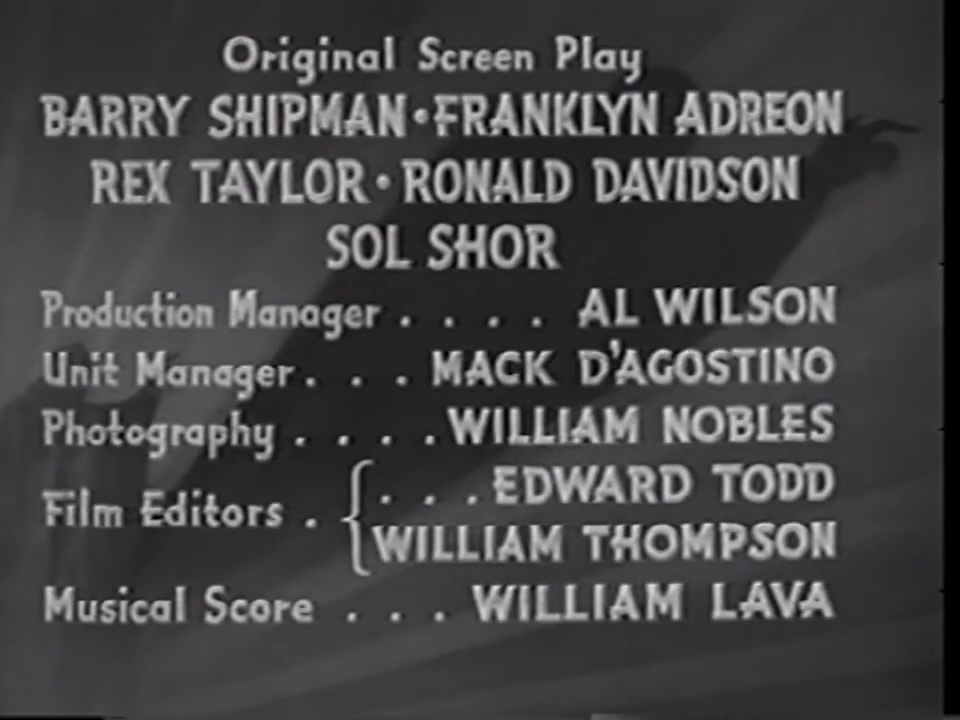 Original Screen Play
BARRY SHIPMAN • FRANKLYN ADREON
REX TAYLOR • RONALD DAVIDSON
SOL SHOR
Production Manager . . . . AL WILSON
Unit Manager . . . MACK D'AGOSTINO
Photography . . . . WILLIAM NOBLES
Film Editors . { . . . EDWARD TODD
WILLIAM THOMPSON
Musical Score . . . WILLIAM LAVA